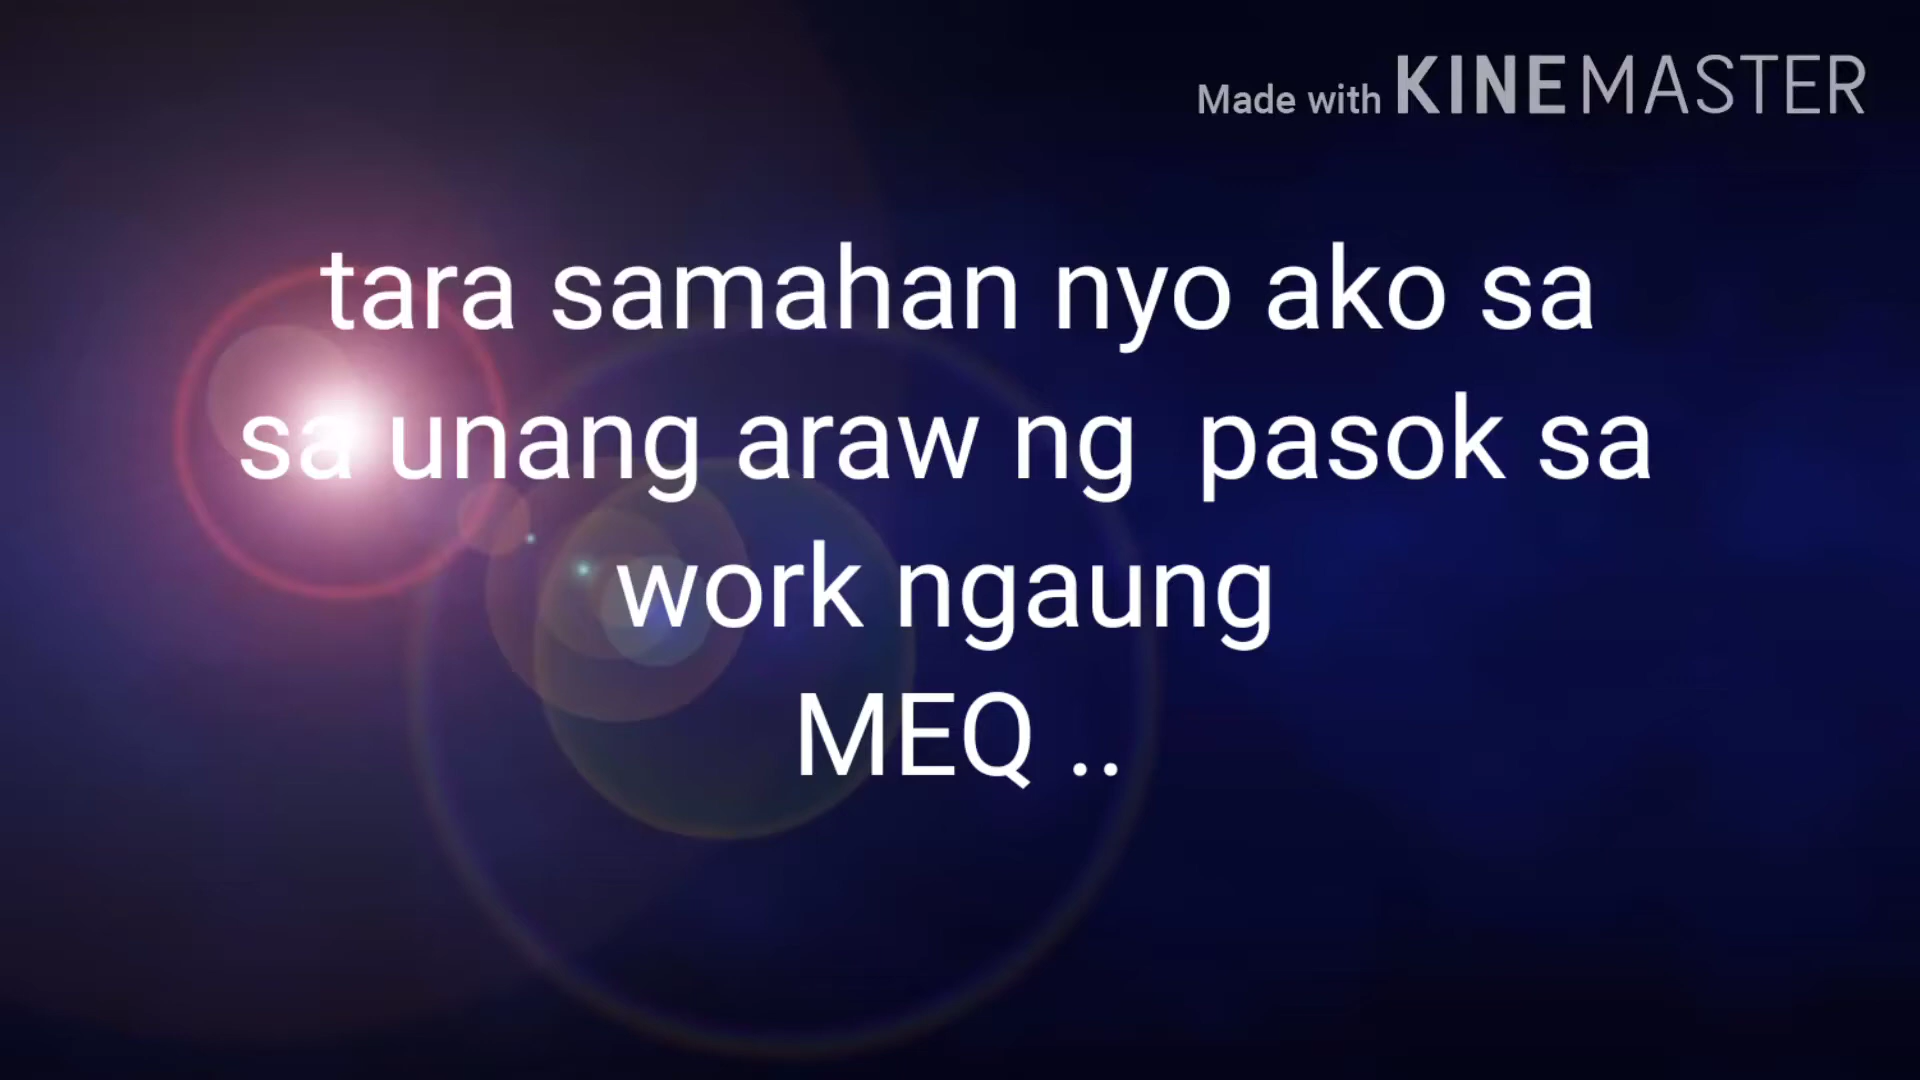 Made with KINEMASTER
tara samahan nyo ako sa
sa unang araw ng pasok sa
work ngaung
MEQ ..